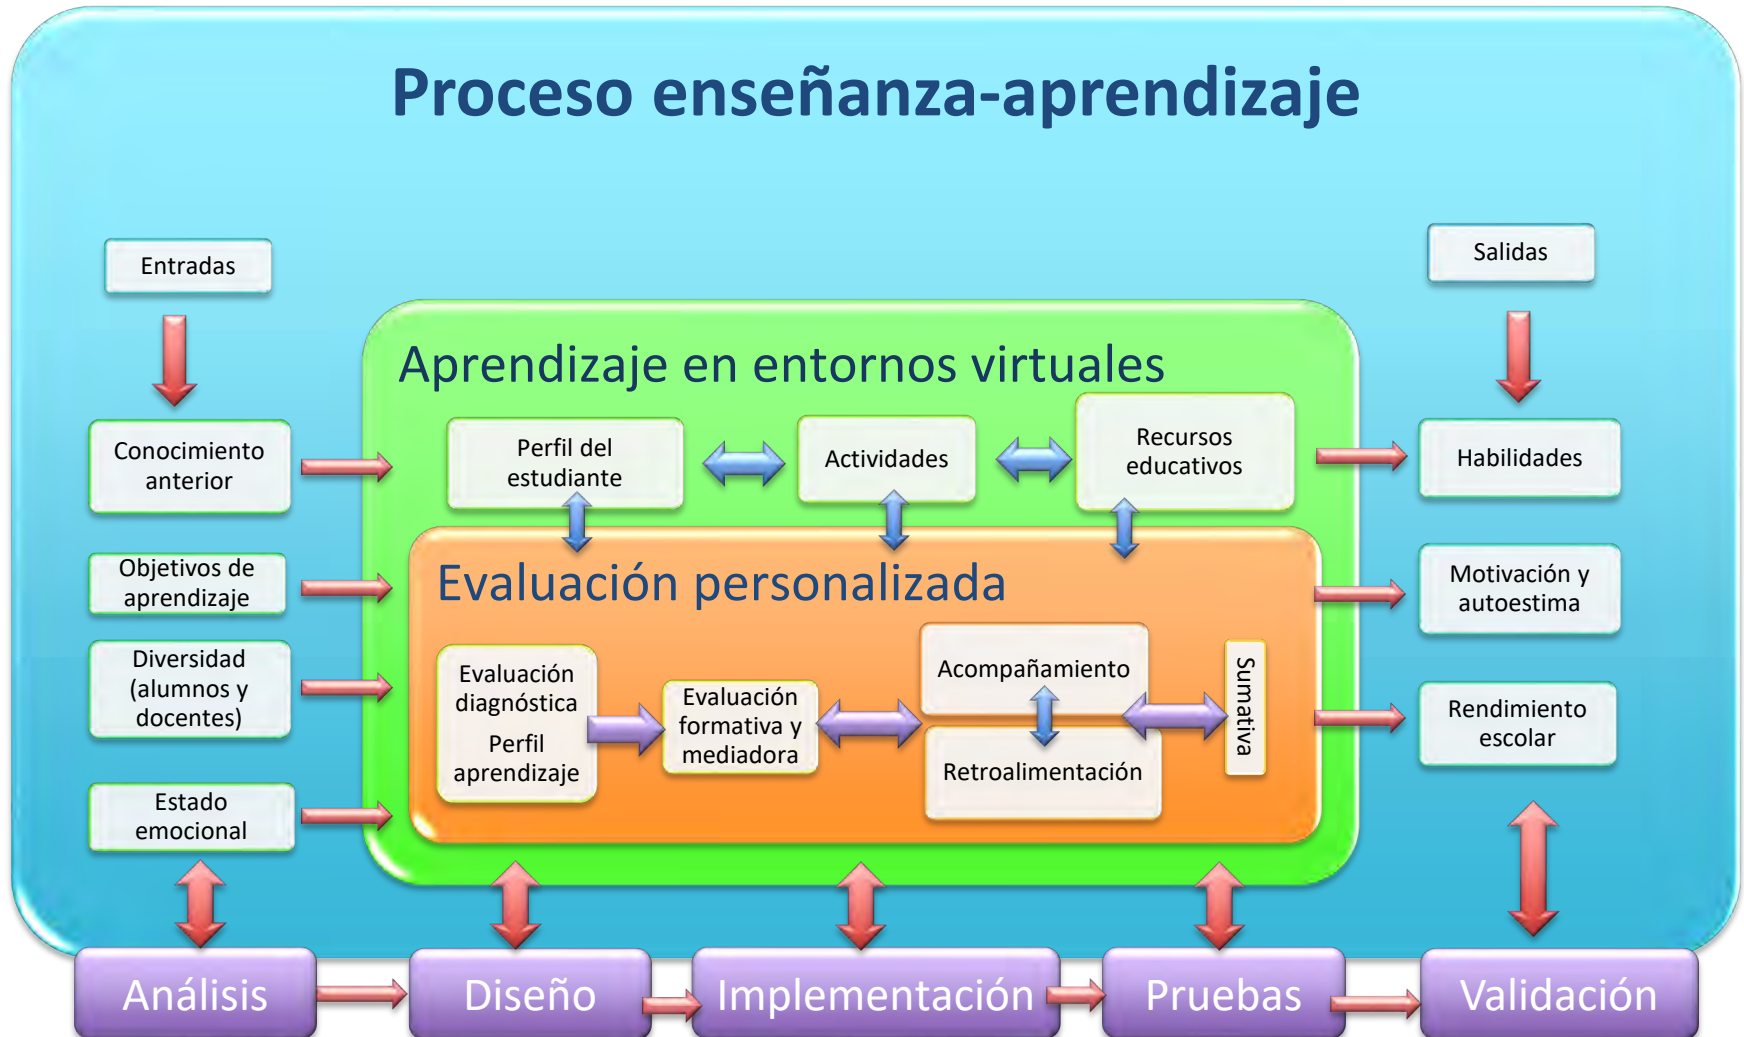 Proceso enseñanza-aprendizaje
Entradas
Salidas
Aprendizaje en entornos virtuales
Conocimiento
anterior
Perfil del
estudiante
Actividades
Recursos
educativos
Habilidades
Objetivos de
aprendizaje
Evaluación personalizada
Motivación y
autoestima
Diversidad
(alumnos y
docentes)
Evaluación
diagnóstica
Perfil
aprendizaje
Evaluación
formativa y
mediadora
Acompañamiento
Retroalimentación
Sumativa
Rendimiento
escolar
Estado
emocional
Análisis
Diseño
Implementación
Pruebas
Validación